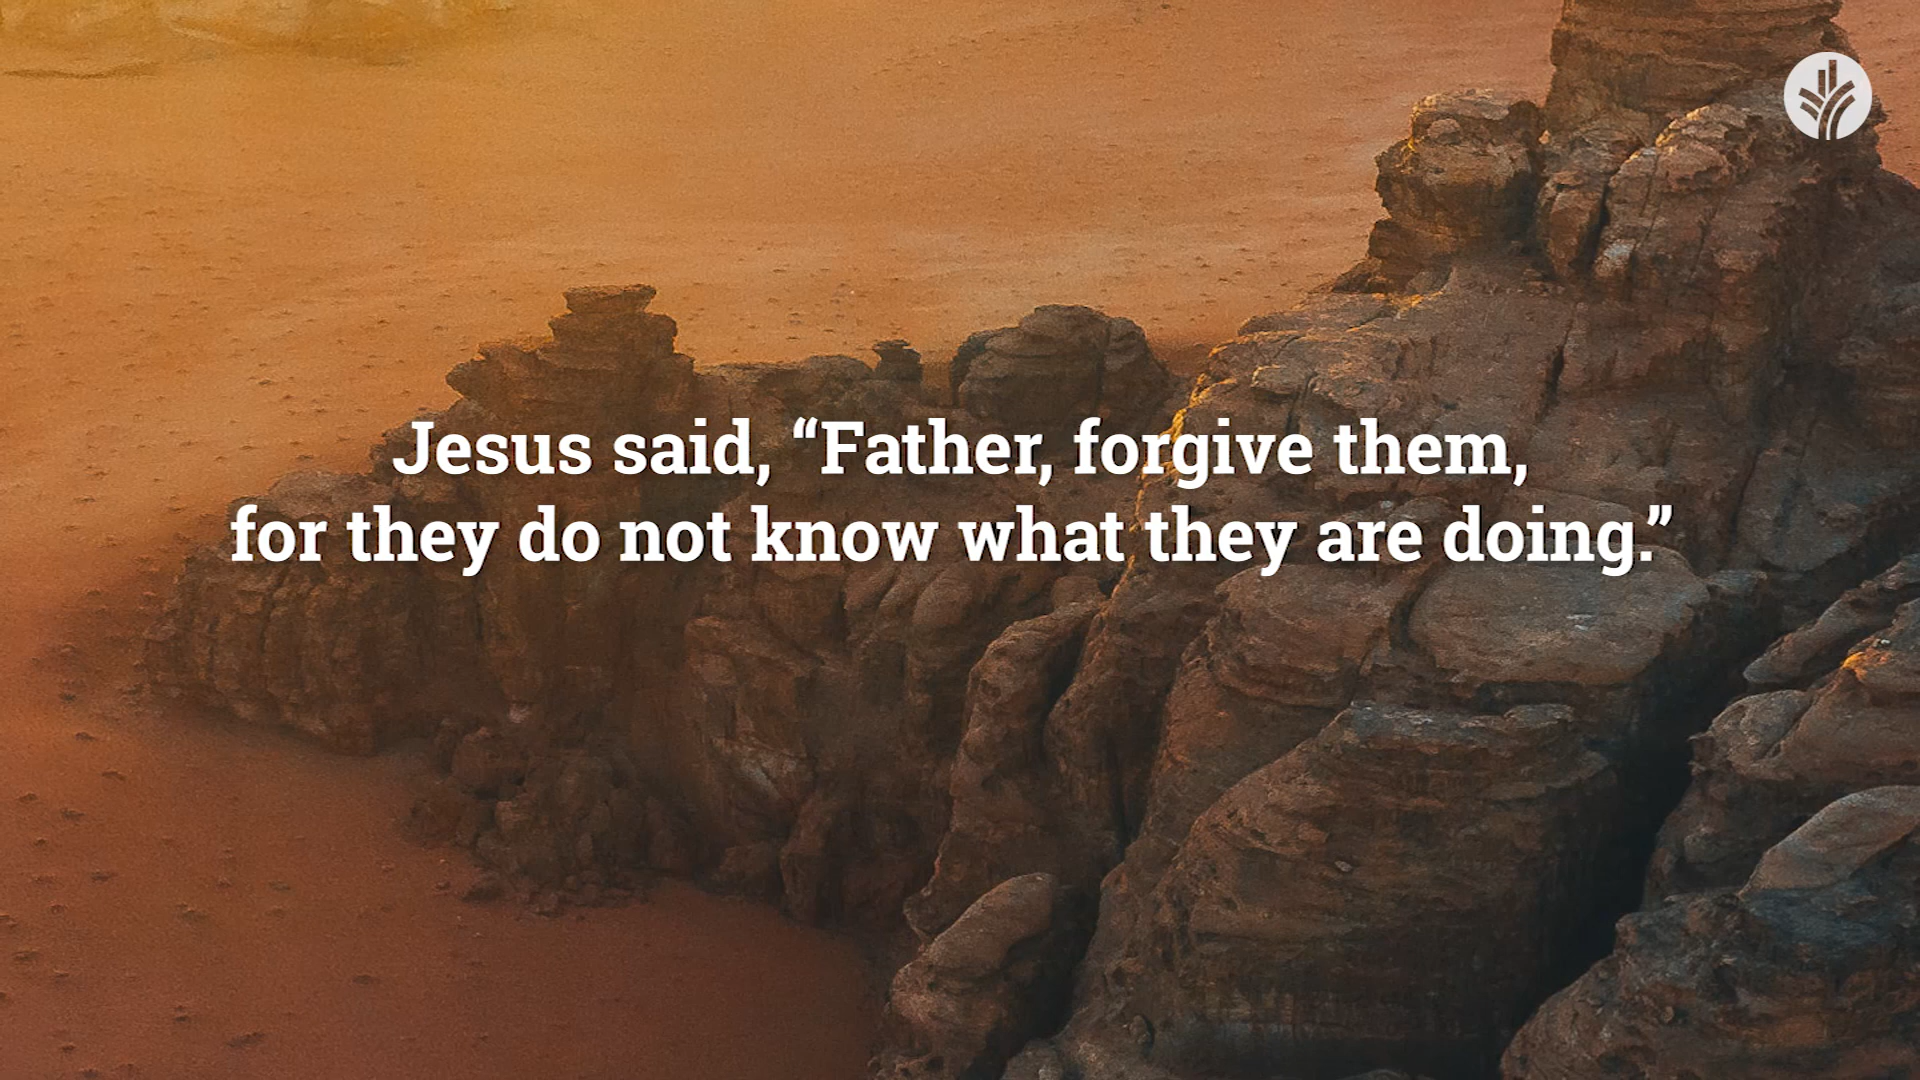 Jesus said, “Father, forgive them,
for they do not know what they are doing.”